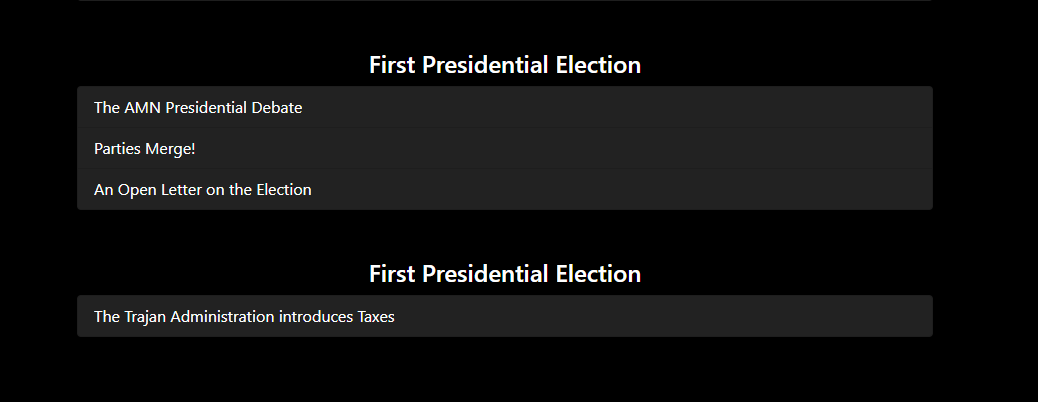 First Presidential Election
The AMN Presidential Debate
Parties Merge!
An Open Letter on the Election
First Presidential Election
The Trajan Administration introduces Taxes